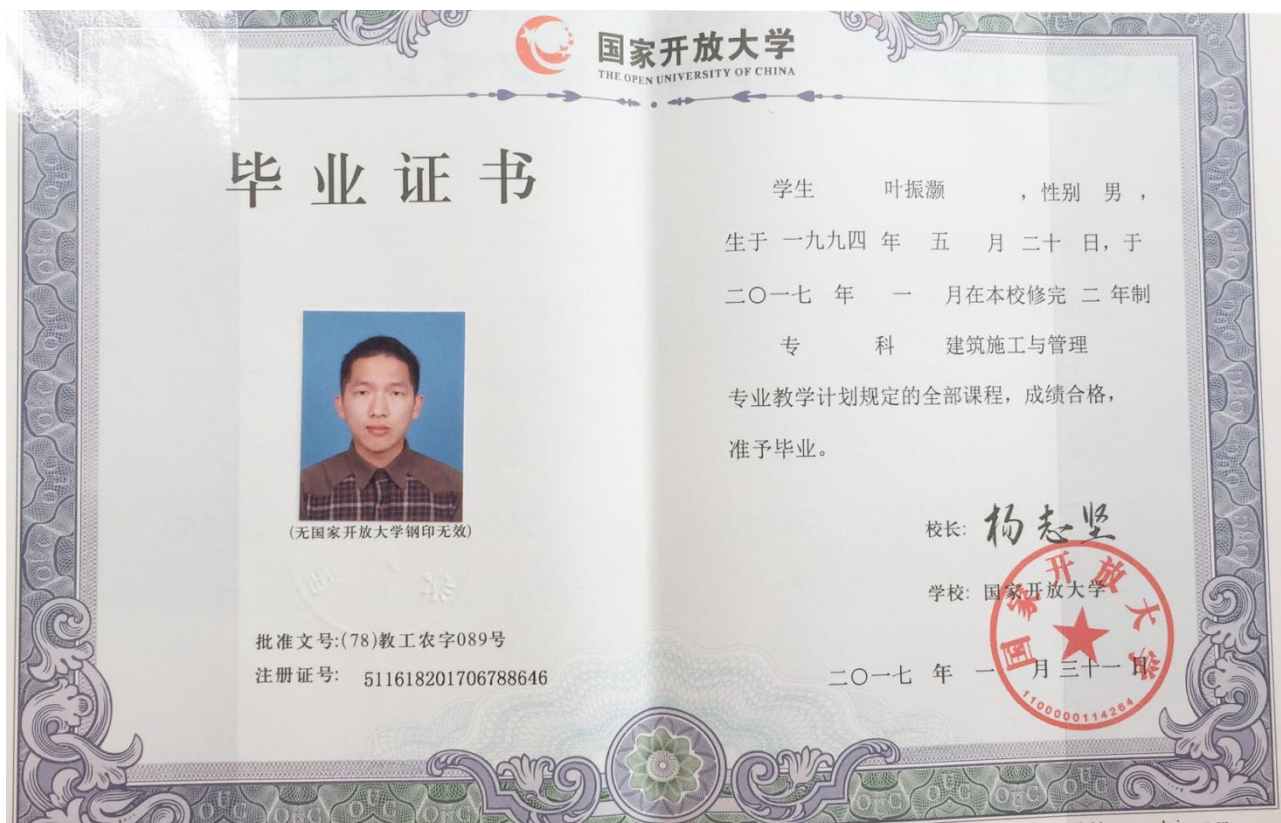 国家开放大学
THE OPEN UNIVERSITY OF CHINA
毕业证书
(无国家开放大学钢印无效)
批准文号:(78)教工农字089号
注册证号: 511618201706788646
学生 叶振灏 , 性别 男 ,
生于 一九九四 年 五 月 二十 日, 于
二〇一七 年 一 月在本校修完 二 年制
专 科 建筑施工与管理
专业教学计划规定的全部课程, 成绩合格,
准予毕业。
校长: 杨志坚
学校: 国家开放大学
二〇一七 年 一 月三十一日
国家开放大学
1100000114264